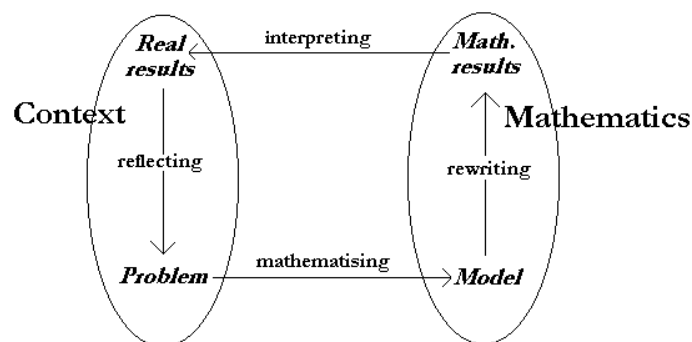 interpreting
Real
results
Math.
results
Context
Mathematics
reflecting
rewriting
Problem
mathematising
Model